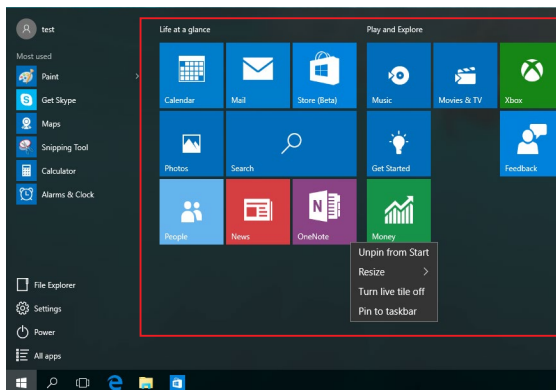 test
Most used
Paint
Get Skype
Maps
Snipping Tool
Calculator
Alarms & Clock
File Explorer
Settings
Power
All apps
Life at a glance
Calendar
Mail
Store (Beta)
Photos
Search
People
News
OneNote
Play and Explore
Music
Movies & TV
Xbox
Get Started
Feedback
Money
Unpin from Start
Resize
Turn live tile off
Pin to taskbar